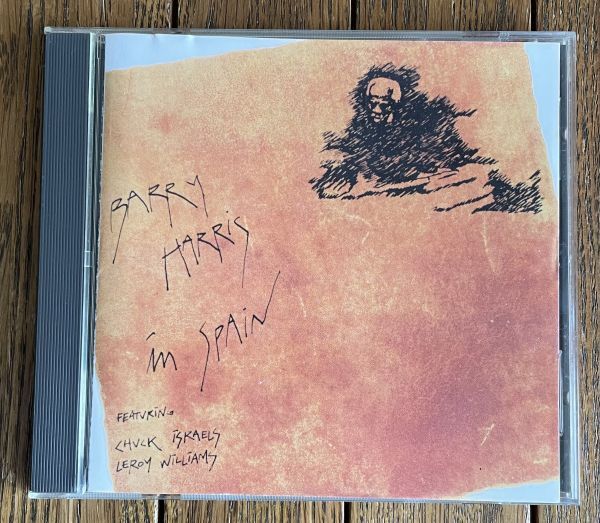 BARRY
HARRIS
in SPAiN
FEATURING
CHUCK iSRAELS
LEROY WiLLiAMS